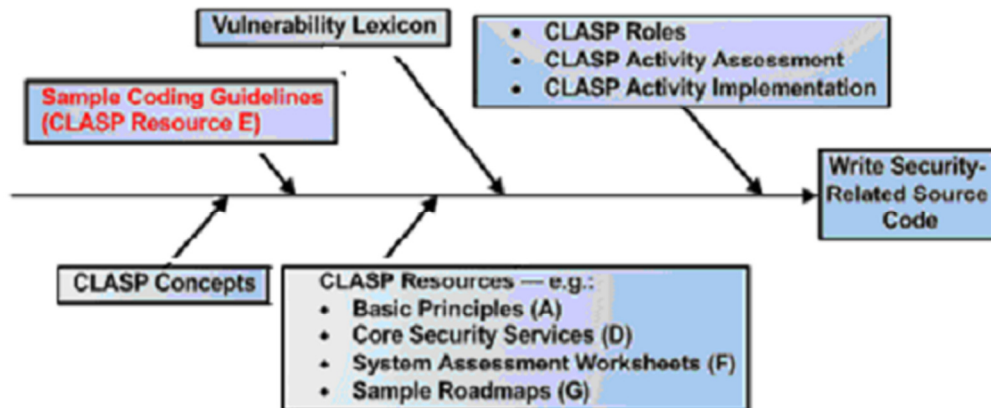 Vulnerability Lexicon
• CLASP Roles
• CLASP Activity Assessment
• CLASP Activity Implementation
Sample Coding Guidelines
(CLASP Resource E)
Write Security-
Related Source
Code
CLASP Concepts
CLASP Resources — e.g.:
• Basic Principles (A)
• Core Security Services (D)
• System Assessment Worksheets (F)
• Sample Roadmaps (G)